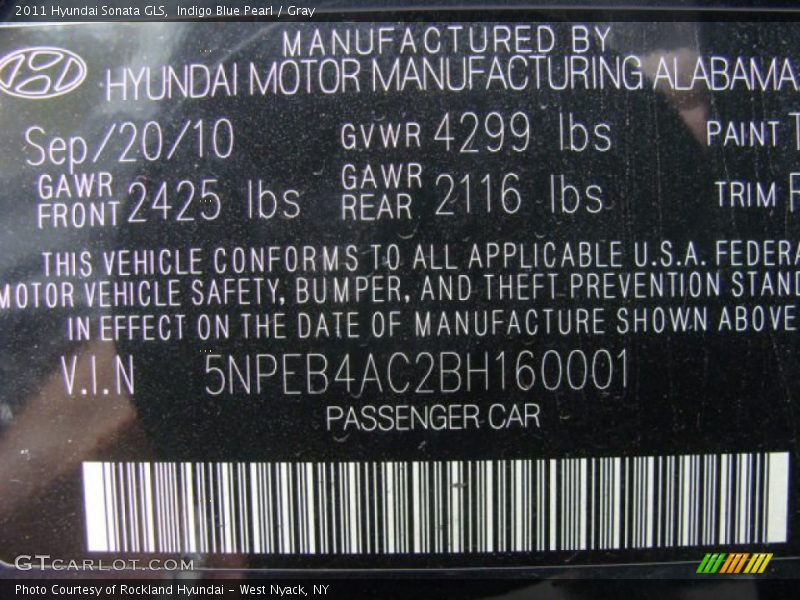 2011 Hyundai Sonata GLS, Indigo Blue Pearl / Gray
MANUFACTURED BY
HYUNDAI MOTOR MANUFACTURING ALABAMA
Sep/20/10 GVWR 4299 lbs PAINT
GAWR FRONT 2425 lbs GAWR REAR 2116 lbs TRIM
THIS VEHICLE CONFORMS TO ALL APPLICABLE U.S.A. FEDERA
MOTOR VEHICLE SAFETY, BUMPER, AND THEFT PREVENTION STAND
IN EFFECT ON THE DATE OF MANUFACTURE SHOWN ABOVE
V.I.N 5NPEB4AC2BH160001
PASSENGER CAR
GTCARLOT.COM
Photo Courtesy of Rockland Hyundai - West Nyack, NY